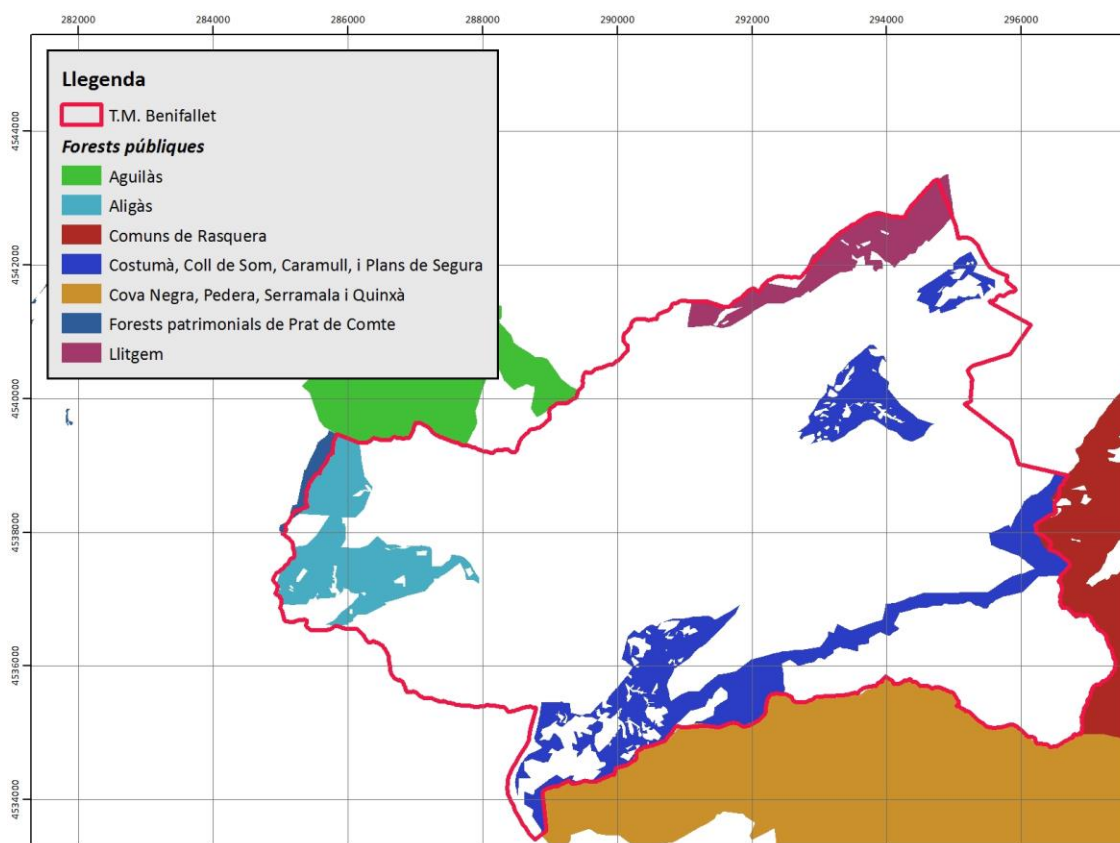 282000 284000 286000 288000 290000 292000 294000 296000
Llegenda
T.M. Benifallet
Forests públiques
Aguilàs
Aligàs
Comuns de Rasquera
Costumà, Coll de Som, Caramull, i Plans de Segura
Cova Negra, Pedera, Serramala i Quinxà
Forests patrimonials de Prat de Comte
Llitgem
4544000
4542000
4540000
4538000
4536000
4534000